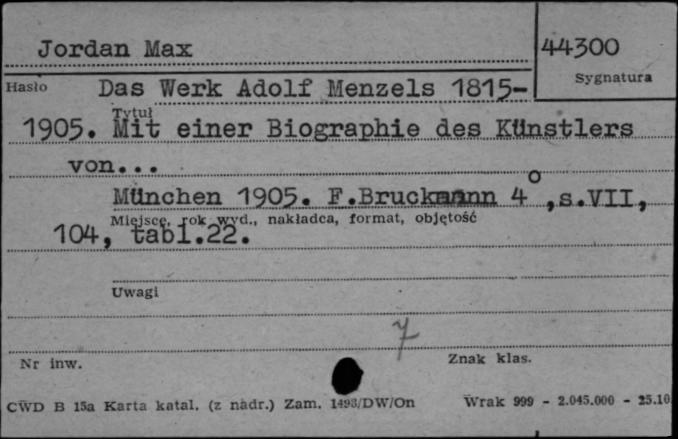 Jordan Max
44300
Sygnatura
Hasło
Das Werk Adolf Menzels 1815-
Tytuł
1905. Mit einer Biographie des Künstlers
von...
München 1905. F.Bruckmann 4°,s.VII,
Miejsce, rok wyd., nakładca, format, objętość
104, tabl.22.
Uwagi
7
Nr inw.
Znak klas.
CWD B 15a Karta katal. (z nadr.) Zam. 1493/DW/On
Wrak 999 - 2.045.000 - 25.10